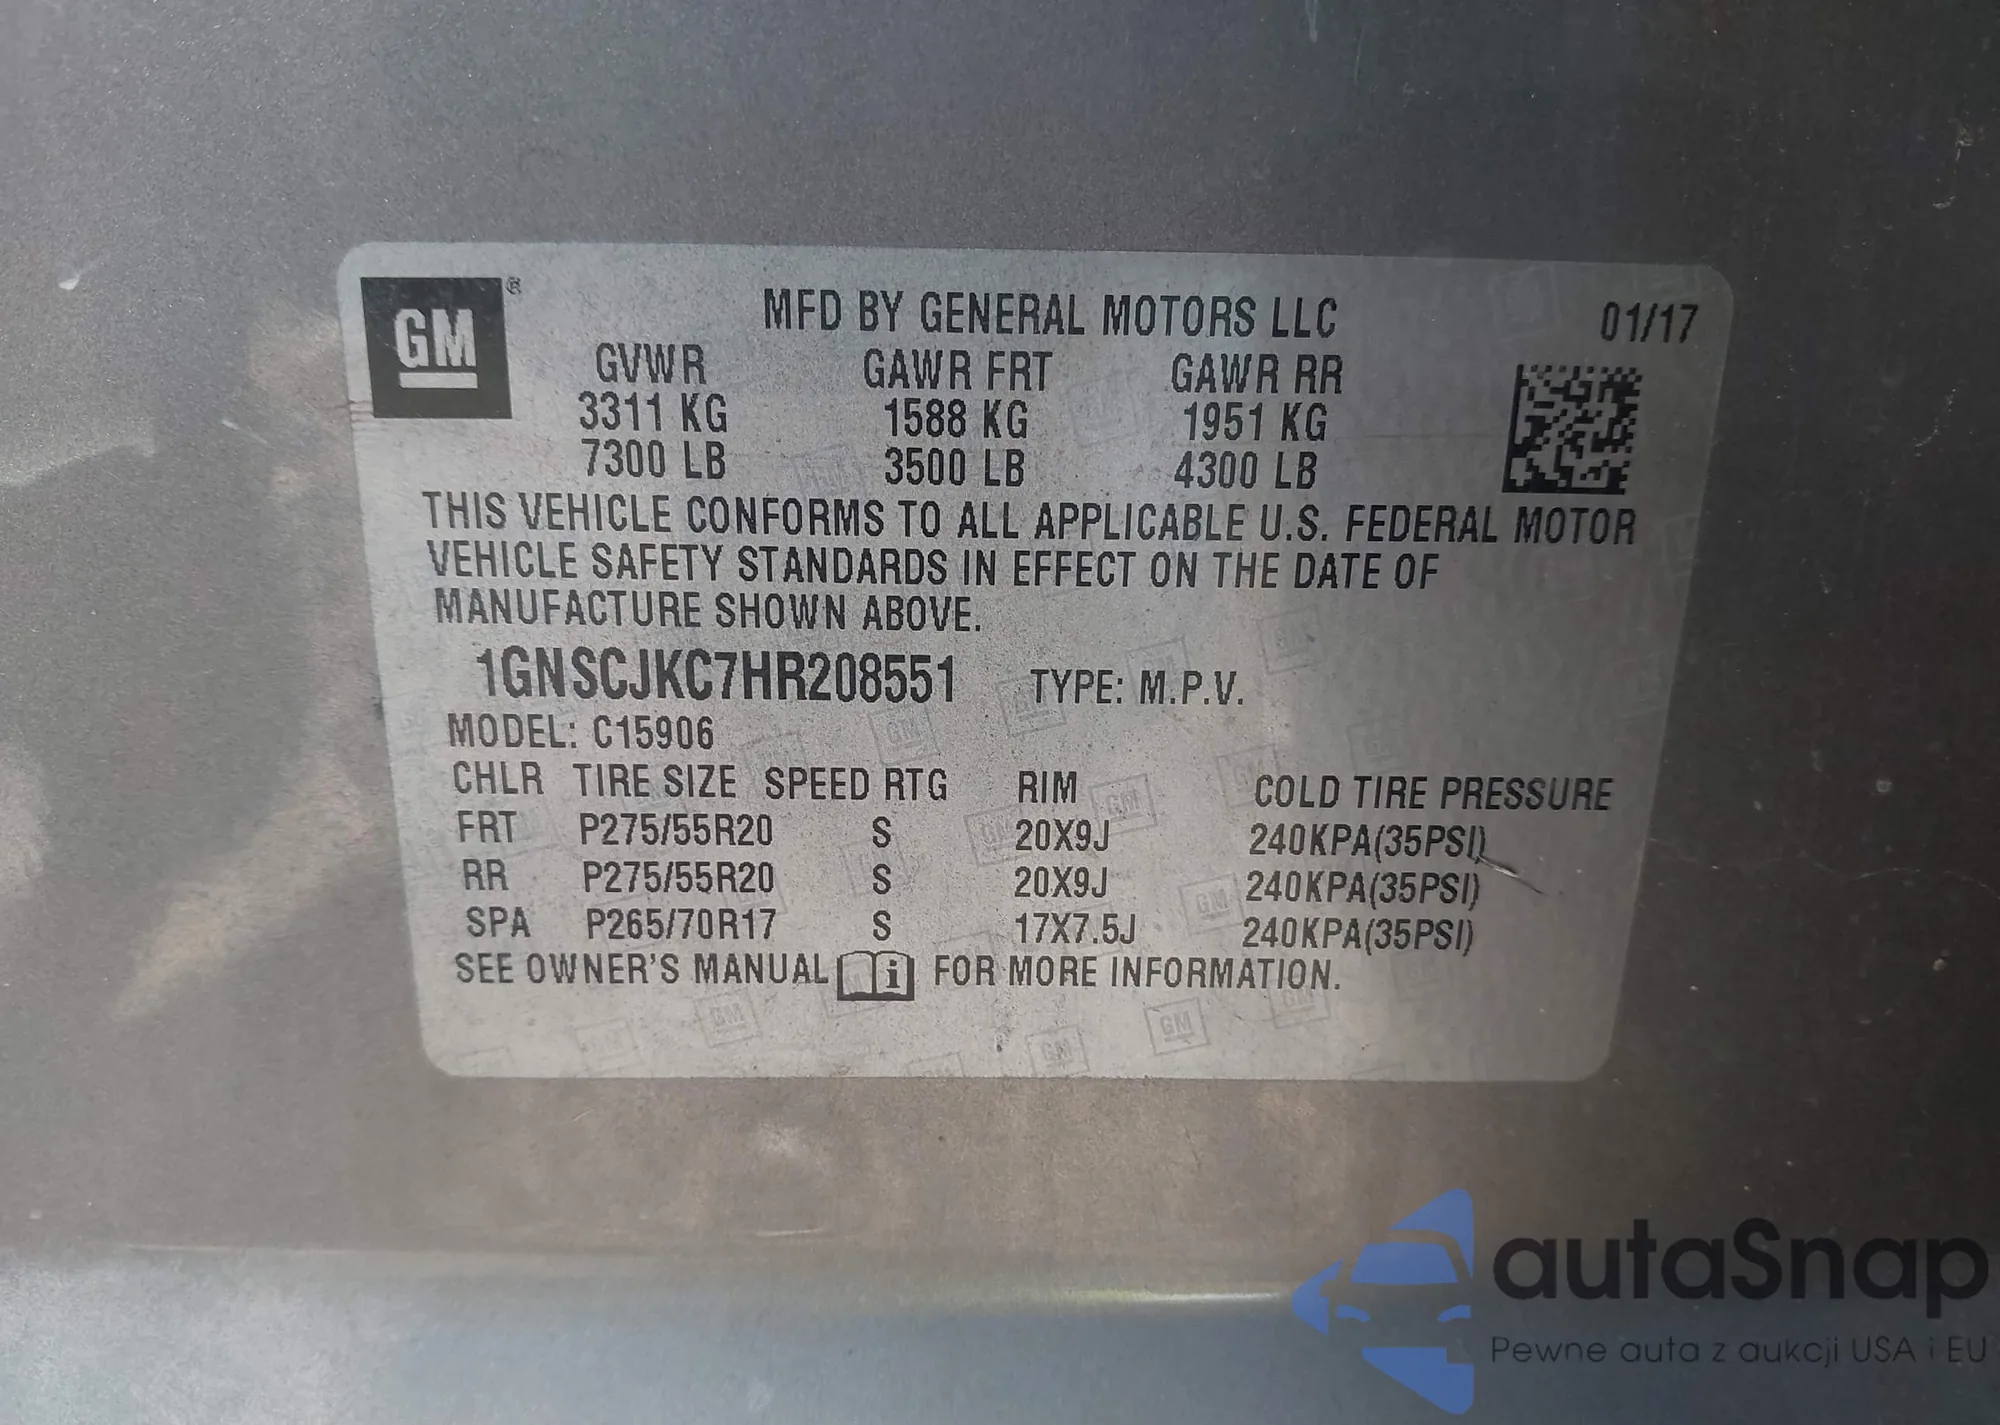 GM ®
MFD BY GENERAL MOTORS LLC 01/17
GVWR GAWR FRT GAWR RR
3311 KG 1588 KG 1951 KG
7300 LB 3500 LB 4300 LB
THIS VEHICLE CONFORMS TO ALL APPLICABLE U.S. FEDERAL MOTOR
VEHICLE SAFETY STANDARDS IN EFFECT ON THE DATE OF
MANUFACTURE SHOWN ABOVE.
1GNSCJKC7HR208551 TYPE: M.P.V.
MODEL: C15906
CHLR TIRE SIZE SPEED RTG RIM COLD TIRE PRESSURE
FRT P275/55R20 S 20X9J 240KPA(35PSI)
RR P275/55R20 S 20X9J 240KPA(35PSI)
SPA P265/70R17 S 17X7.5J 240KPA(35PSI)
SEE OWNER'S MANUAL i FOR MORE INFORMATION.
autaSnap
Pewne auta z aukcji USA i EU